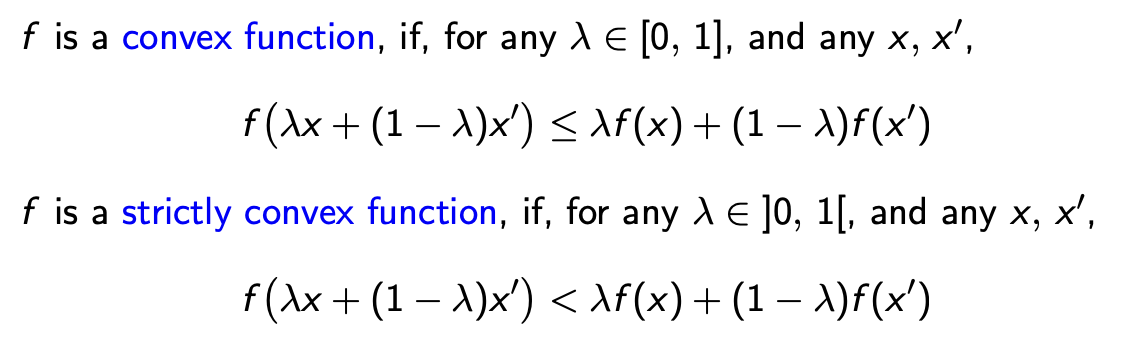 f is a convex function, if, for any λ ∈ [0, 1], and any x, x′,
f(λx + (1 − λ)x′) ≤ λf(x) + (1 − λ)f(x′)
f is a strictly convex function, if, for any λ ∈ ]0, 1[, and any x, x′,
f(λx + (1 − λ)x′) < λf(x) + (1 − λ)f(x′)